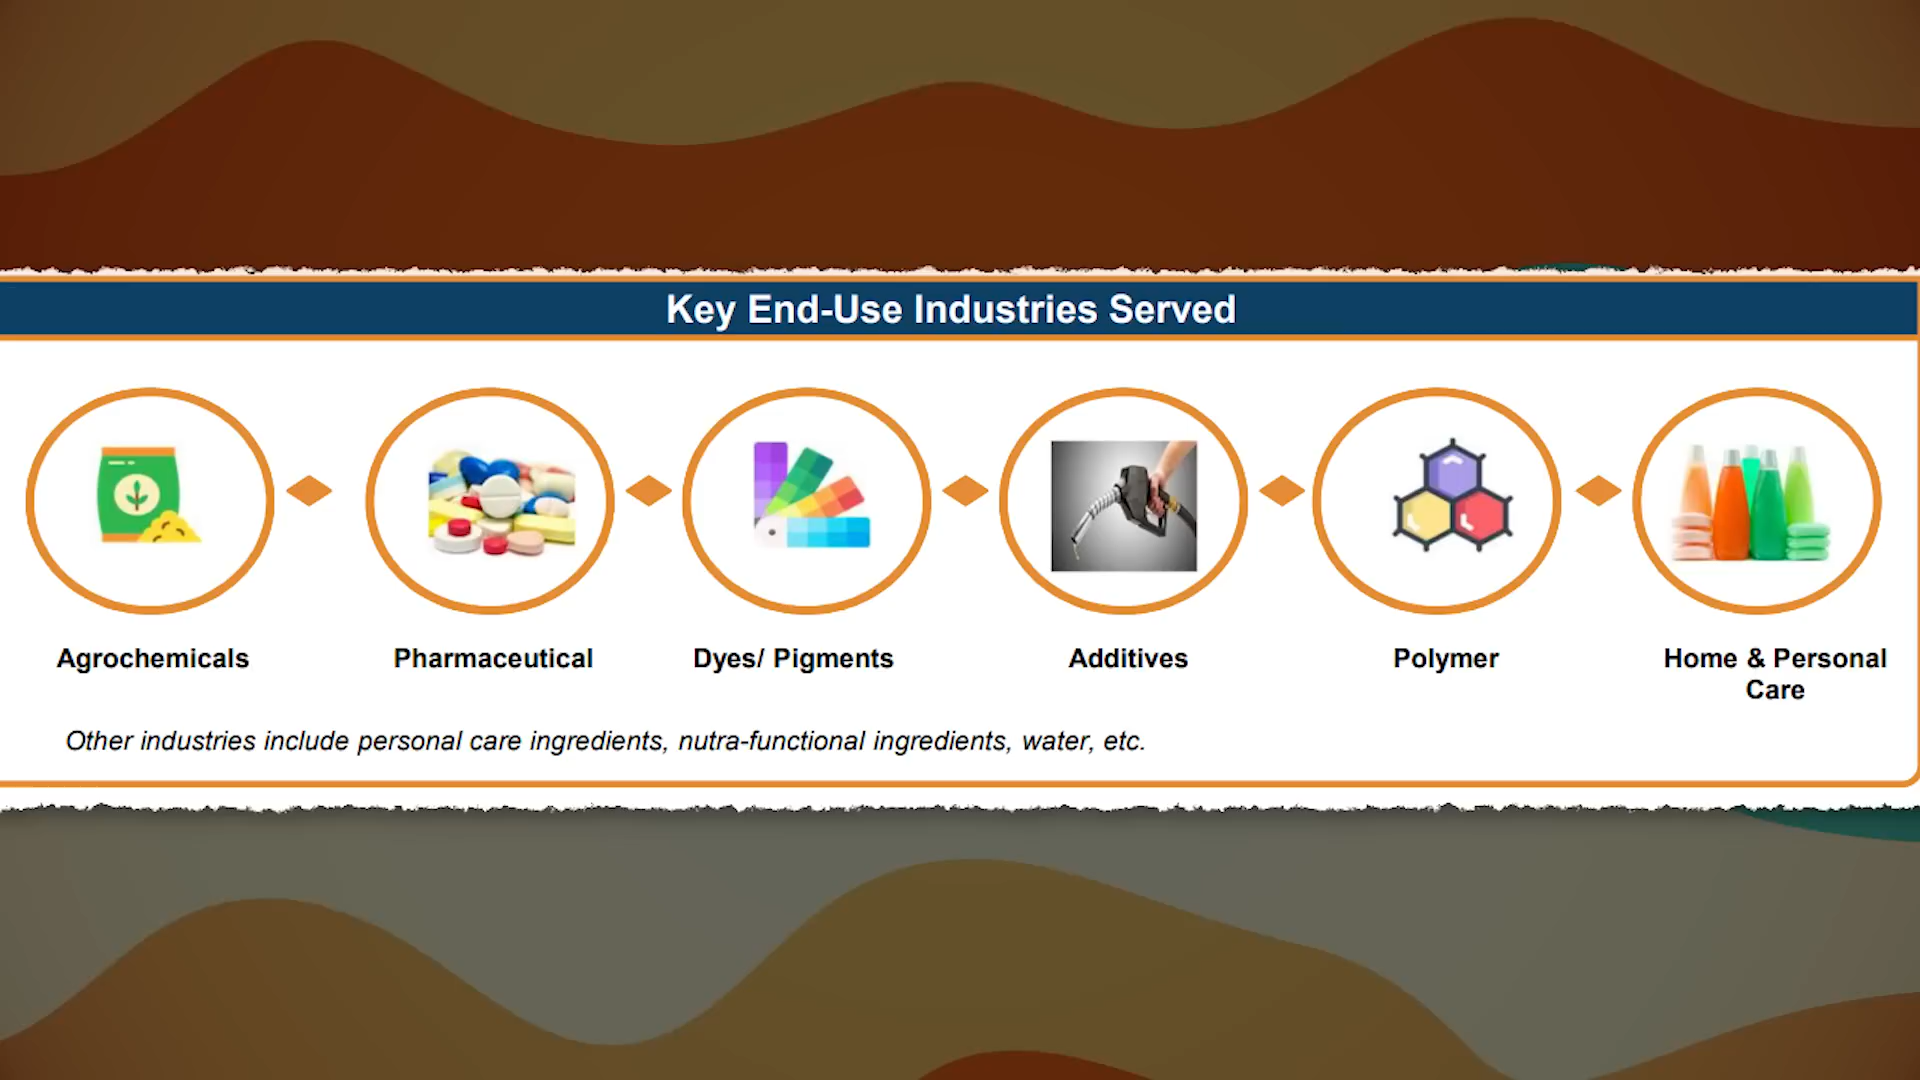 Key End-Use Industries Served
Agrochemicals
Pharmaceutical
Dyes/ Pigments
Additives
Polymer
Home & Personal
Care
Other industries include personal care ingredients, nutra-functional ingredients, water, etc.